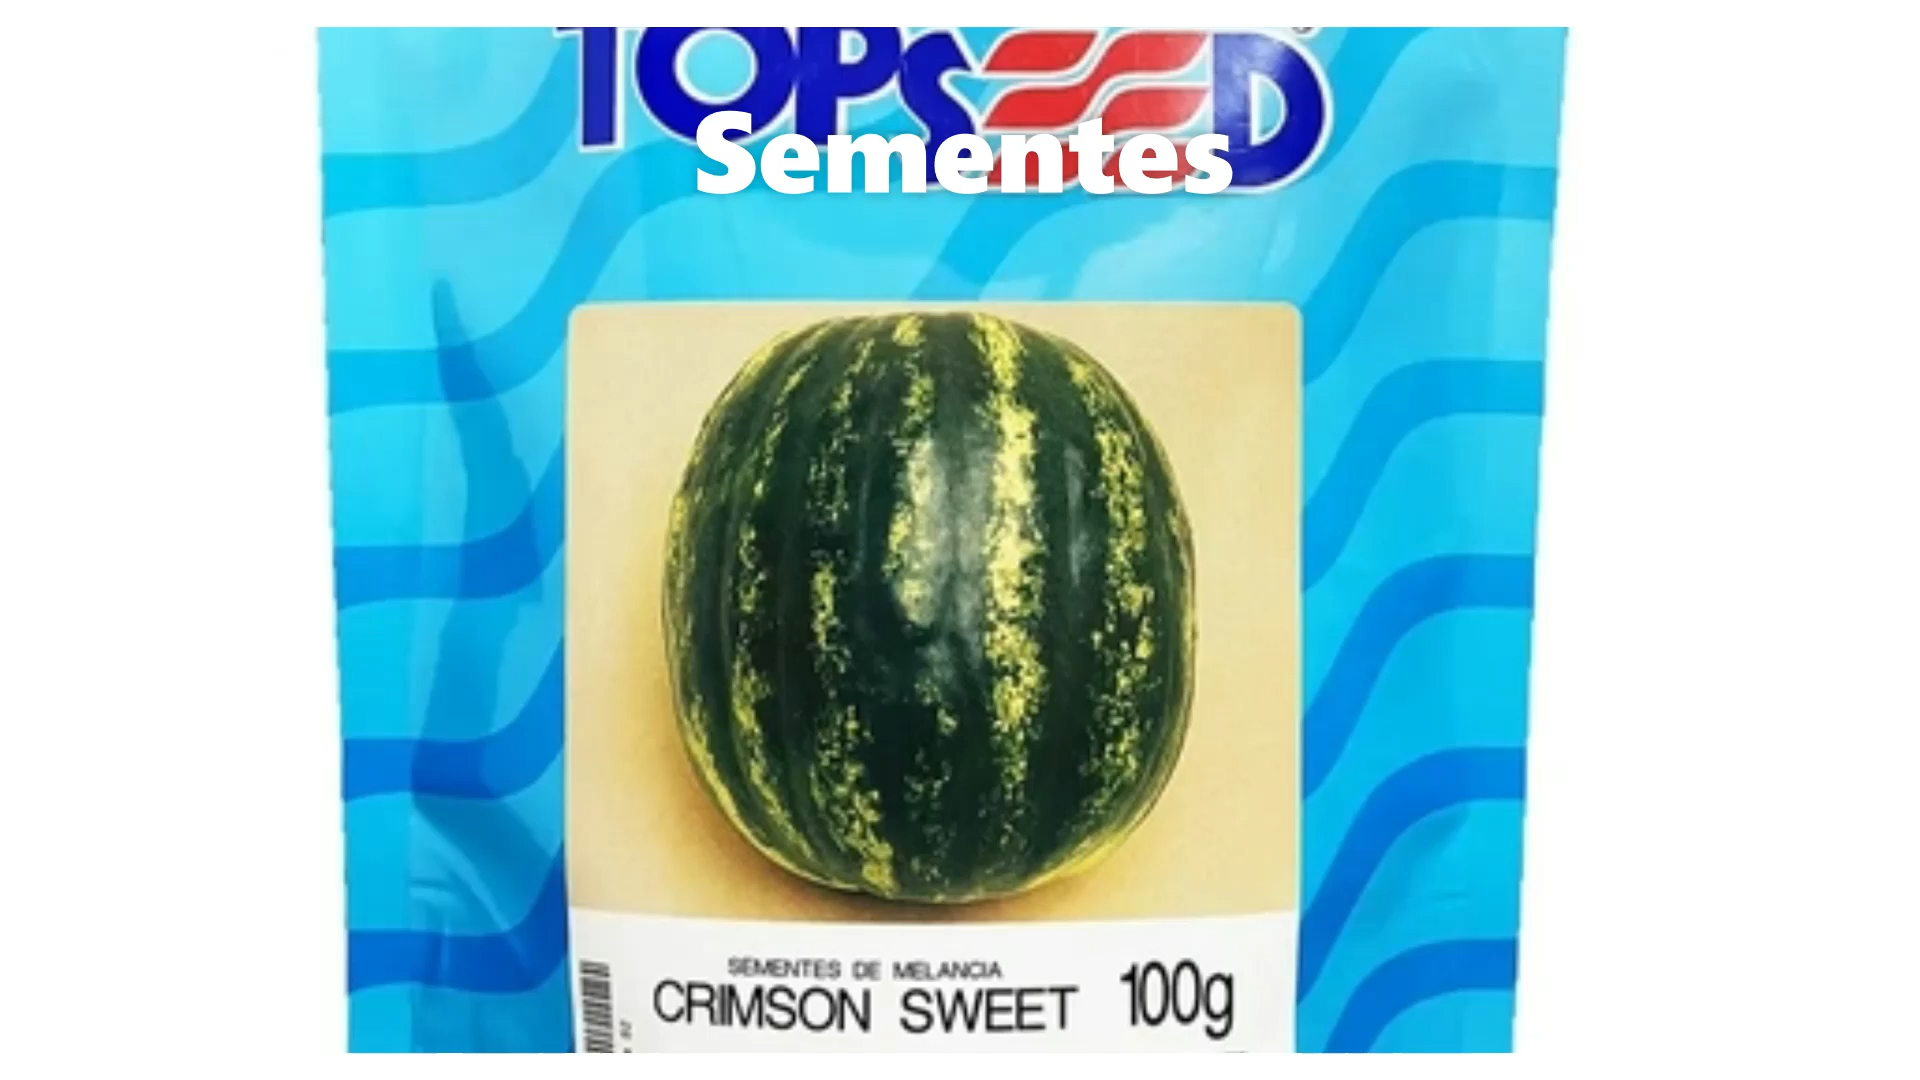 TOPSEED
Sementes
SEMENTES DE MELANCIA
CRIMSON SWEET 100g